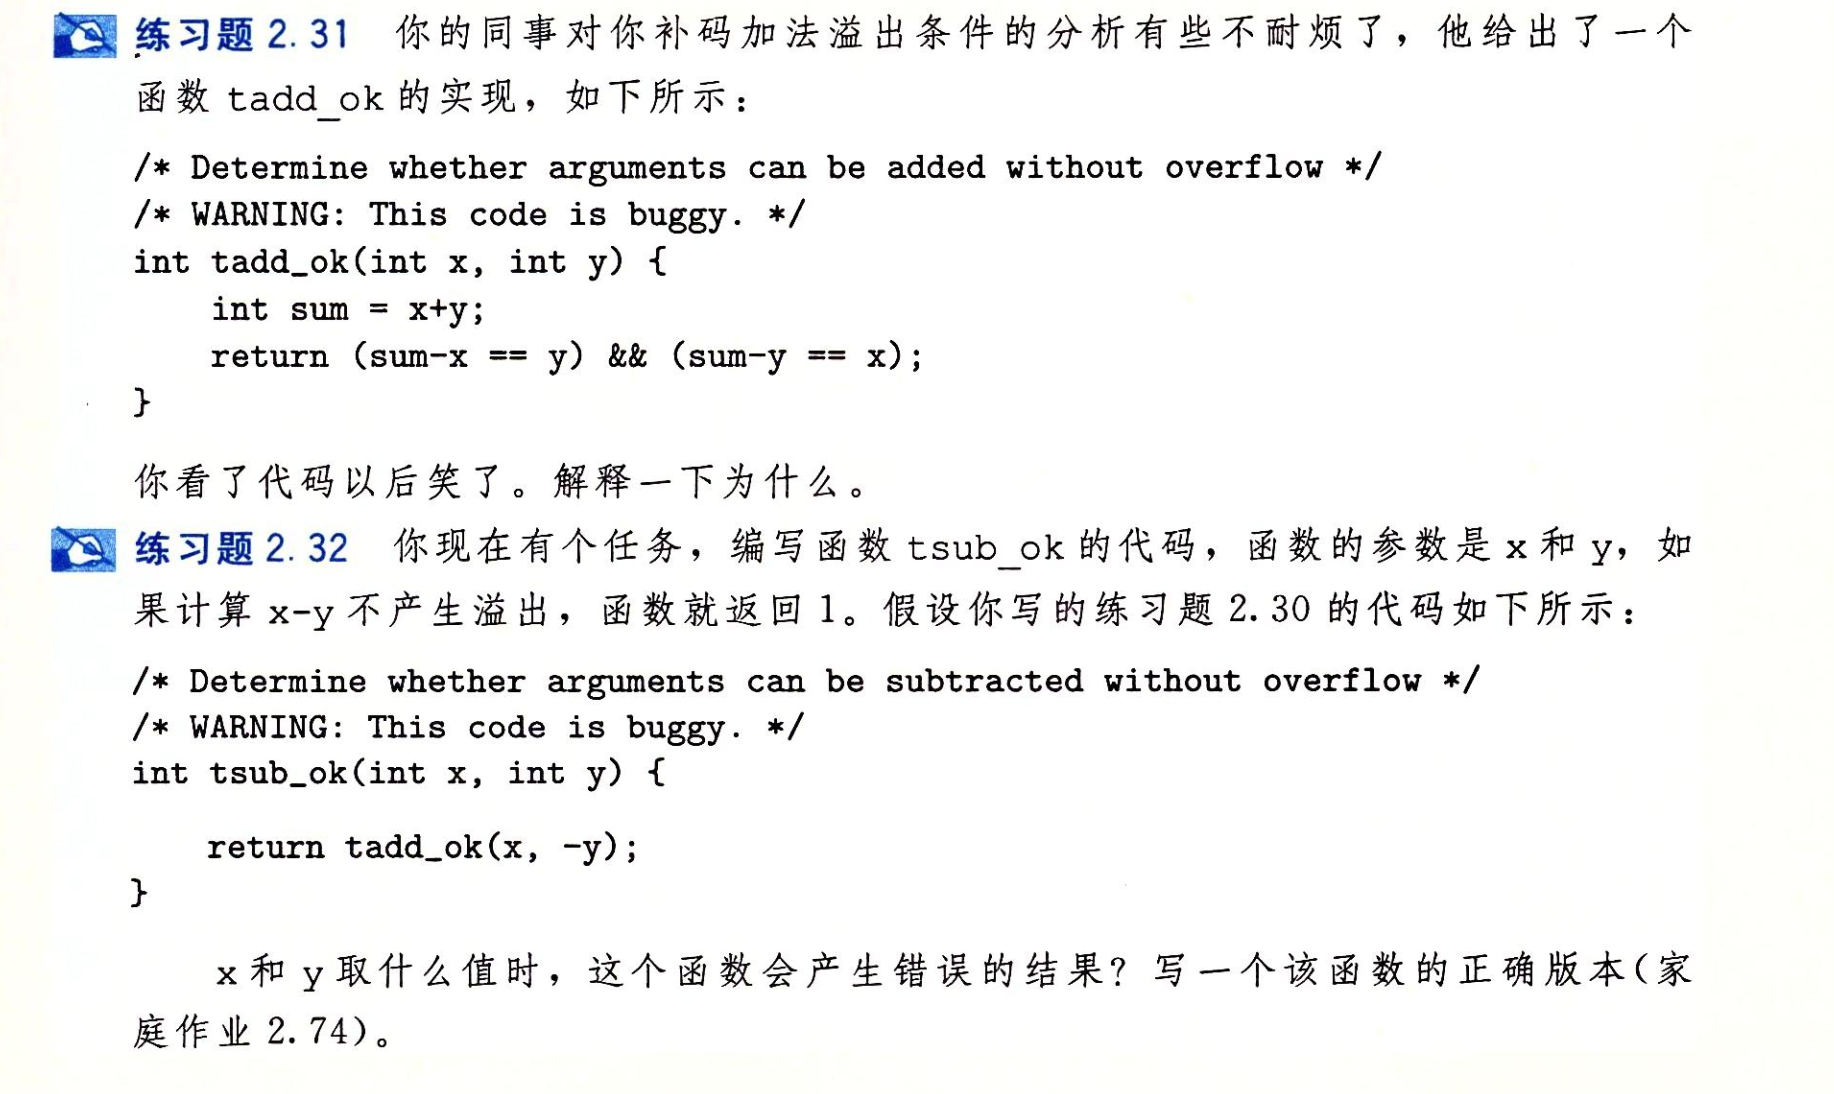 练习题 2.31 你的同事对你补码加法溢出条件的分析有些不耐烦了，他给出了一个
函数 tadd_ok 的实现，如下所示：
/* Determine whether arguments can be added without overflow */
/* WARNING: This code is buggy. */
int tadd_ok(int x, int y) {
    int sum = x+y;
    return (sum-x == y) && (sum-y == x);
}
你看了代码以后笑了。解释一下为什么。
练习题 2.32 你现在有个任务，编写函数 tsub_ok 的代码，函数的参数是 x 和 y，如
果计算 x-y 不产生溢出，函数就返回 1。假设你写的练习题 2.30 的代码如下所示：
/* Determine whether arguments can be subtracted without overflow */
/* WARNING: This code is buggy. */
int tsub_ok(int x, int y) {
    return tadd_ok(x, -y);
}
x 和 y 取什么值时，这个函数会产生错误的结果？写一个该函数的正确版本(家
庭作业 2.74)。